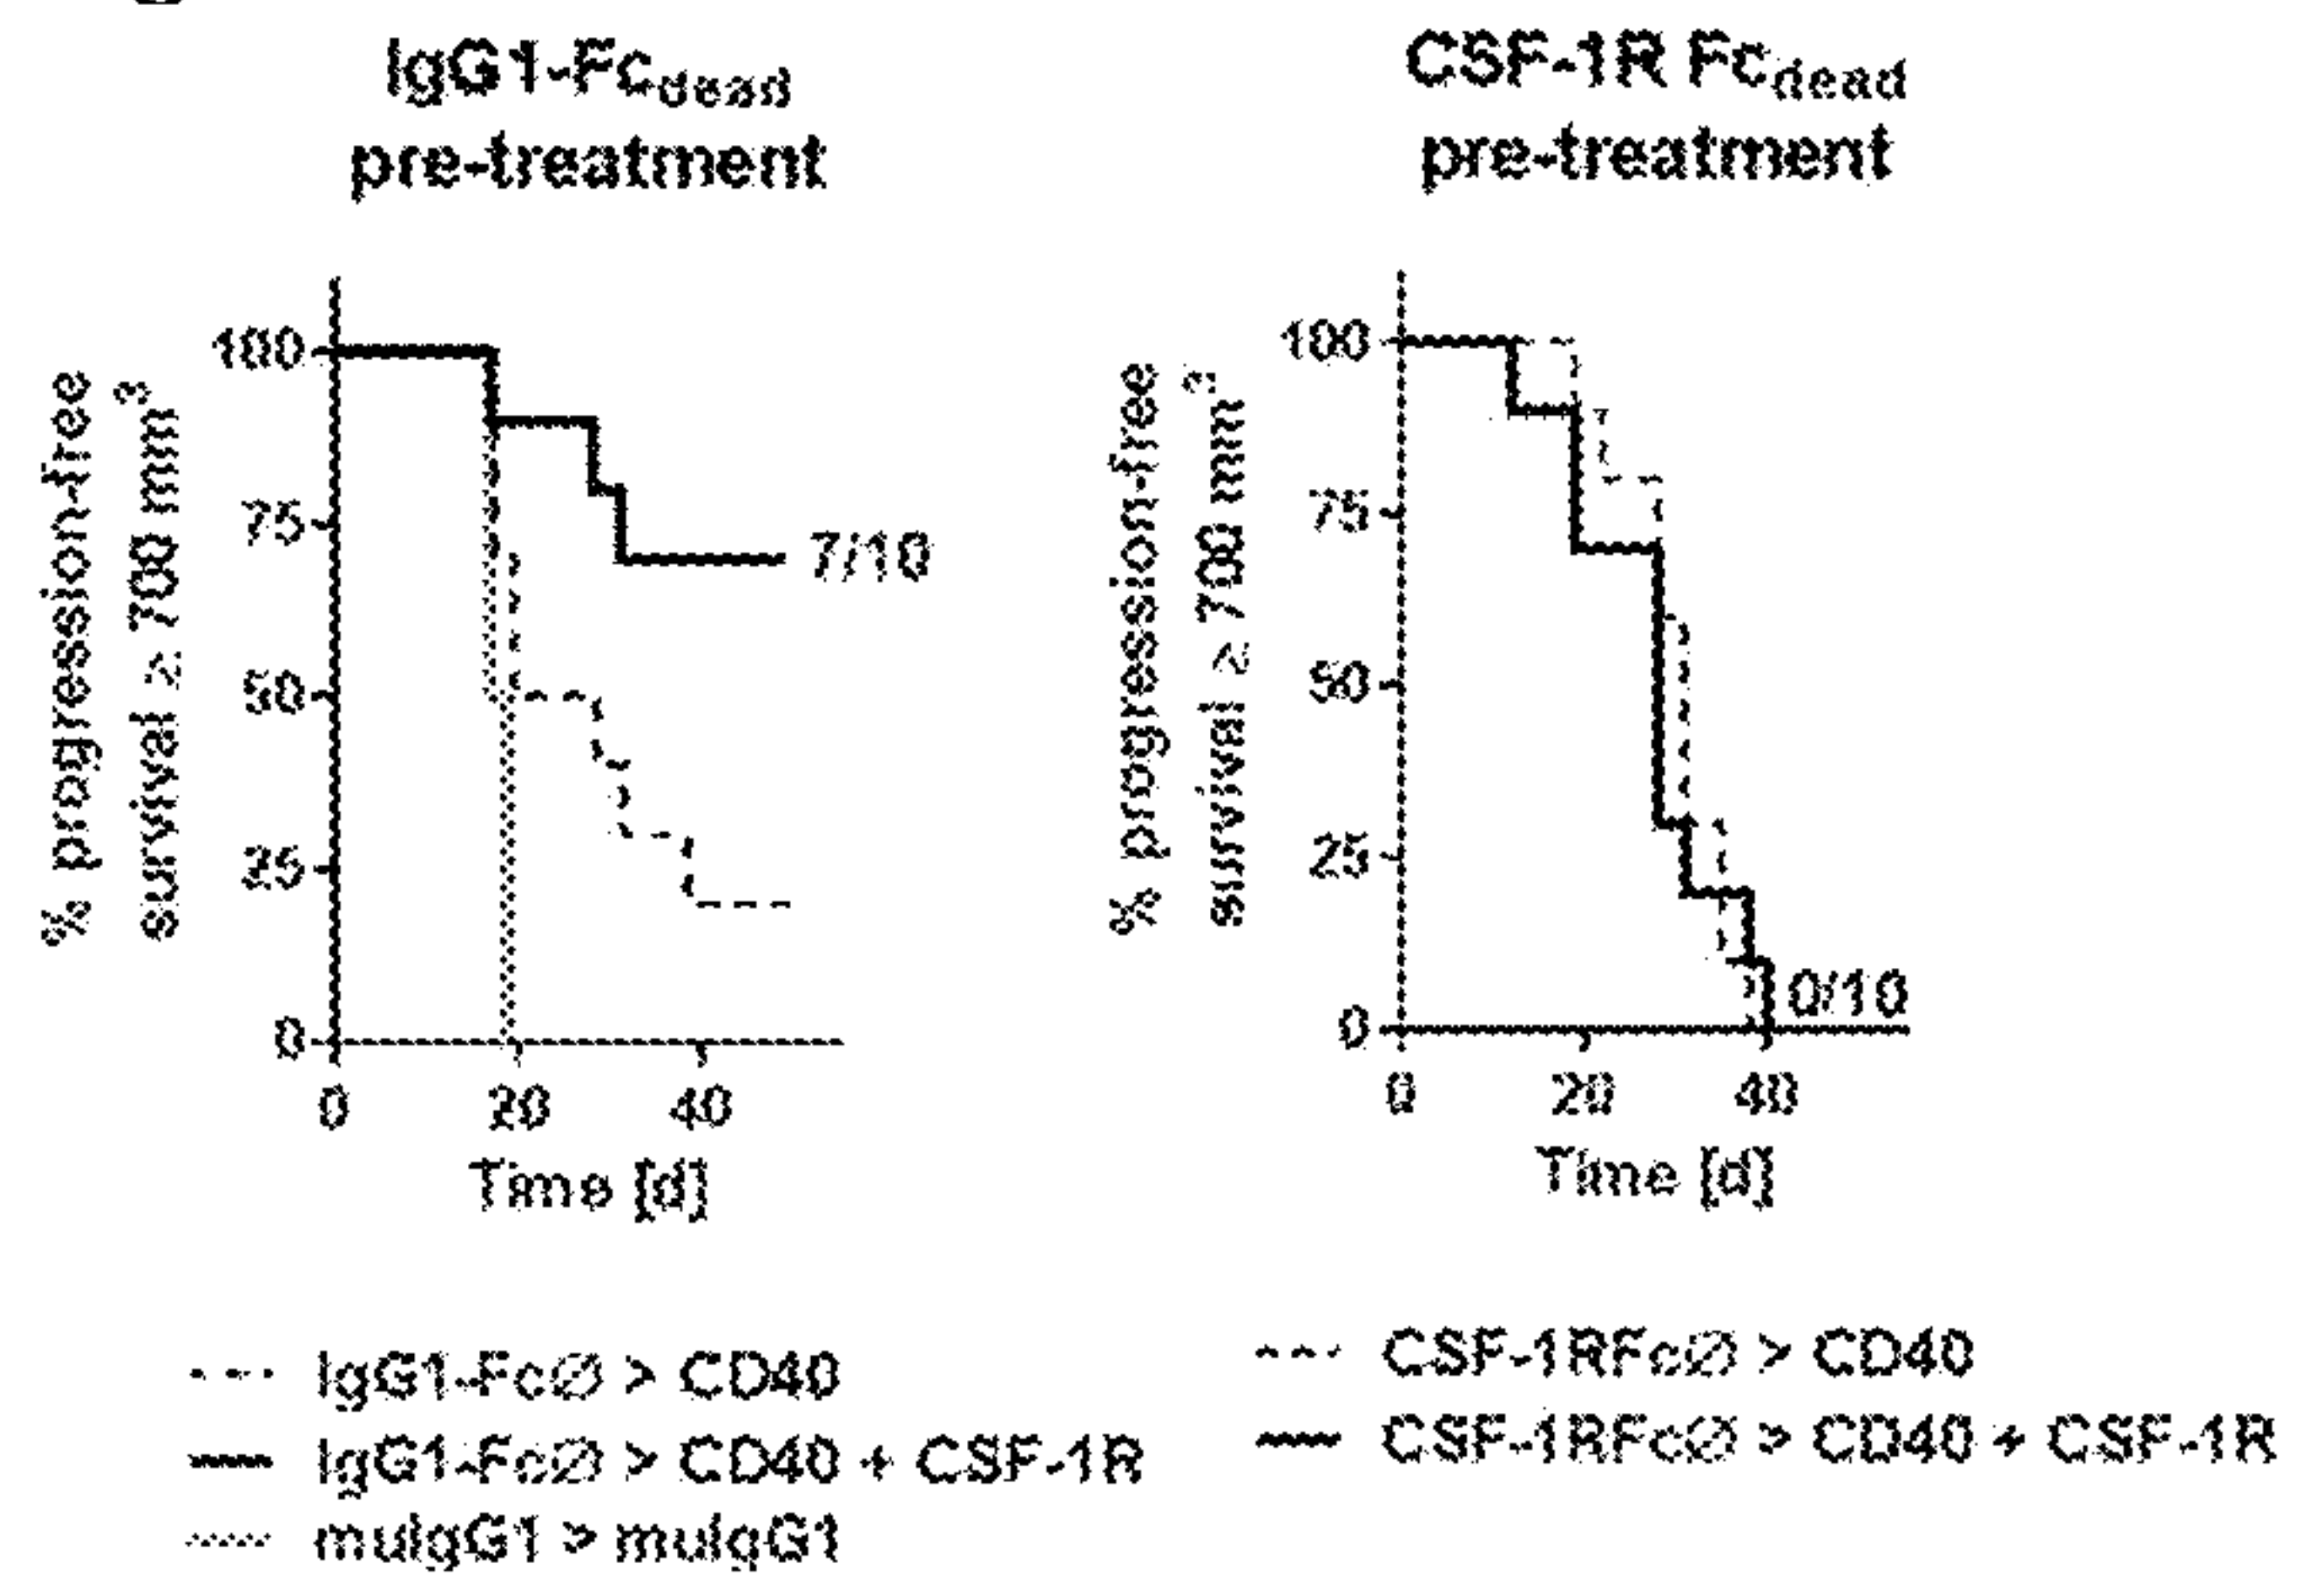 IgG1-Fcdead
pre-treatment
% progression-free
survival ≥ 700 mm³
100
75
50
25
0
7/10
0
20
40
Time [d]
IgG1-Fc∅ > CD40
IgG1-Fc∅ > CD40 + CSF-1R
muIgG1 > muIgG1
CSF-1R Fcdead
pre-treatment
% progression-free
survival ≥ 700 mm³
100
75
50
25
0
0/10
0
20
40
Time [d]
CSF-1RFc∅ > CD40
CSF-1RFc∅ > CD40 + CSF-1R